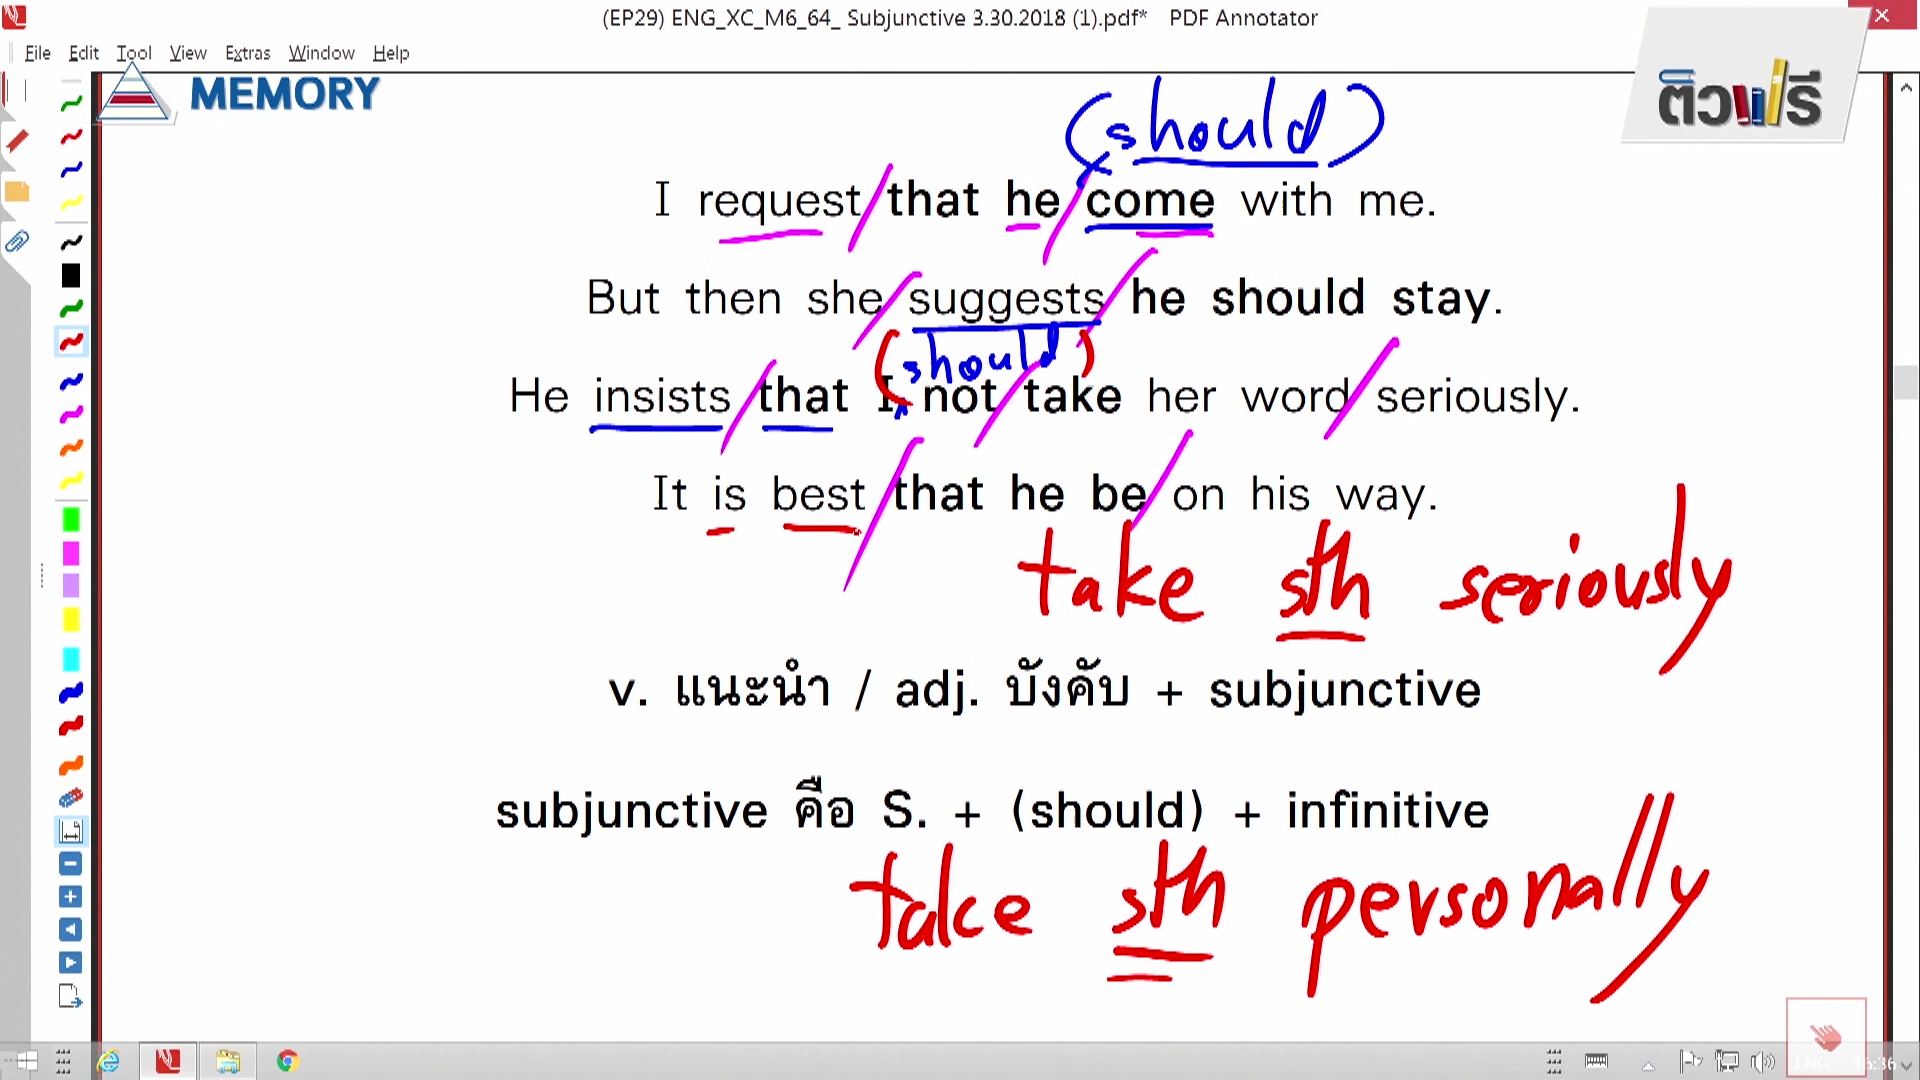 (EP29) ENG_XC_M6_64_ Subjunctive 3.30.2018 (1).pdf* PDF Annotator
File Edit Tool View Extras Window Help
MEMORY
ติวฟรี
(should)
I request that he come with me.
But then she suggests he should stay.
(should)
He insists that I not take her word seriously.
It is best that he be on his way.
take sth seriously
v. แนะนำ / adj. บังคับ + subjunctive
subjunctive คือ S. + (should) + infinitive
take sth personally
ENG